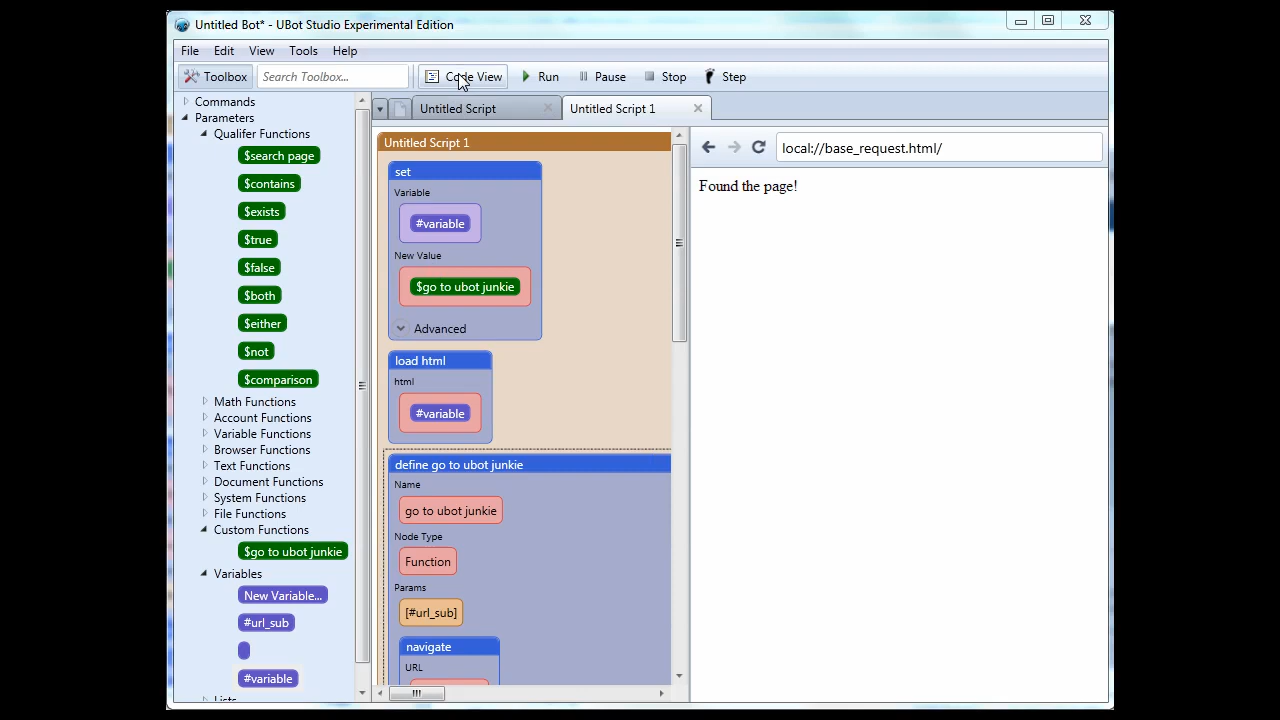 Untitled Bot* - UBot Studio Experimental Edition
File Edit View Tools Help
Toolbox Search Toolbox... Code View Run Pause Stop Step
Commands
Parameters
Qualifer Functions
$search page
$contains
$exists
$true
$false
$both
$either
$not
$comparison
Math Functions
Account Functions
Variable Functions
Browser Functions
Text Functions
Document Functions
System Functions
File Functions
Custom Functions
$go to ubot junkie
Variables
New Variable...
#url_sub
#variable
Lists
Untitled Script Untitled Script 1
Untitled Script 1
set
Variable
#variable
New Value
$go to ubot junkie
Advanced
load html
html
#variable
define go to ubot junkie
Name
go to ubot junkie
Node Type
Function
Params
[#url_sub]
navigate
URL
local://base_request.html/
Found the page!